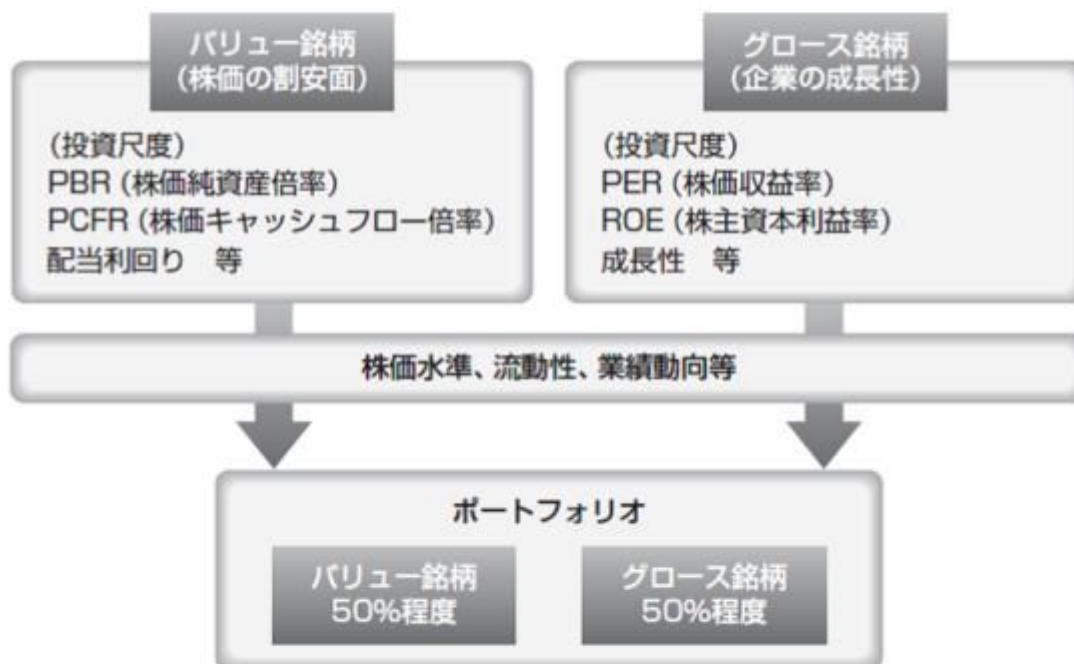 バリュー銘柄
(株価の割安面)
(投資尺度)
PBR (株価純資産倍率)
PCFR (株価キャッシュフロー倍率)
配当利回り 等
グロース銘柄
(企業の成長性)
(投資尺度)
PER (株価収益率)
ROE (株主資本利益率)
成長性 等
株価水準、流動性、業績動向等
ポートフォリオ
バリュー銘柄
50%程度
グロース銘柄
50%程度